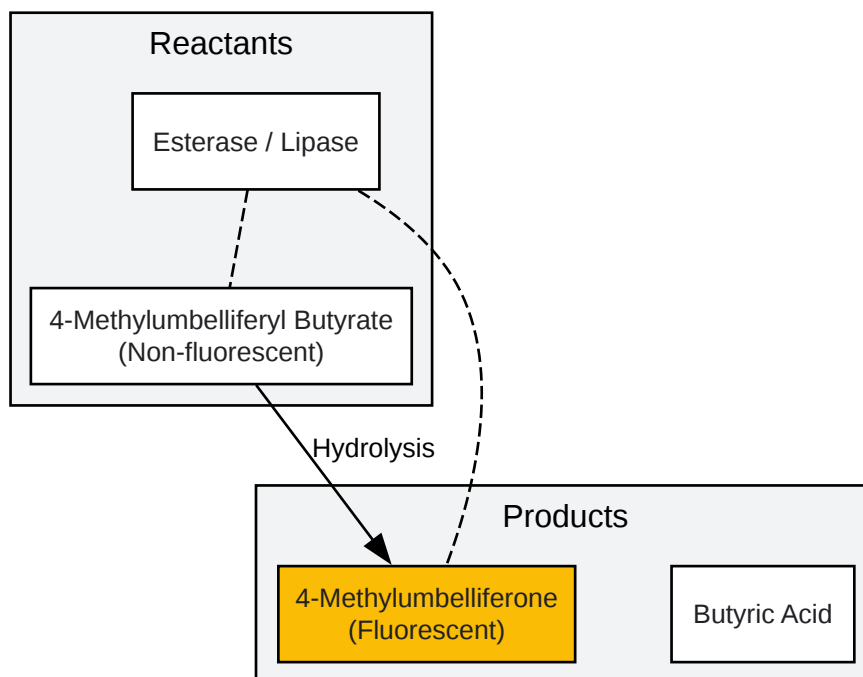 Reactants
Esterase / Lipase
4-Methylumbelliferyl Butyrate
(Non-fluorescent)
Hydrolysis
Products
4-Methylumbelliferone
(Fluorescent)
Butyric Acid